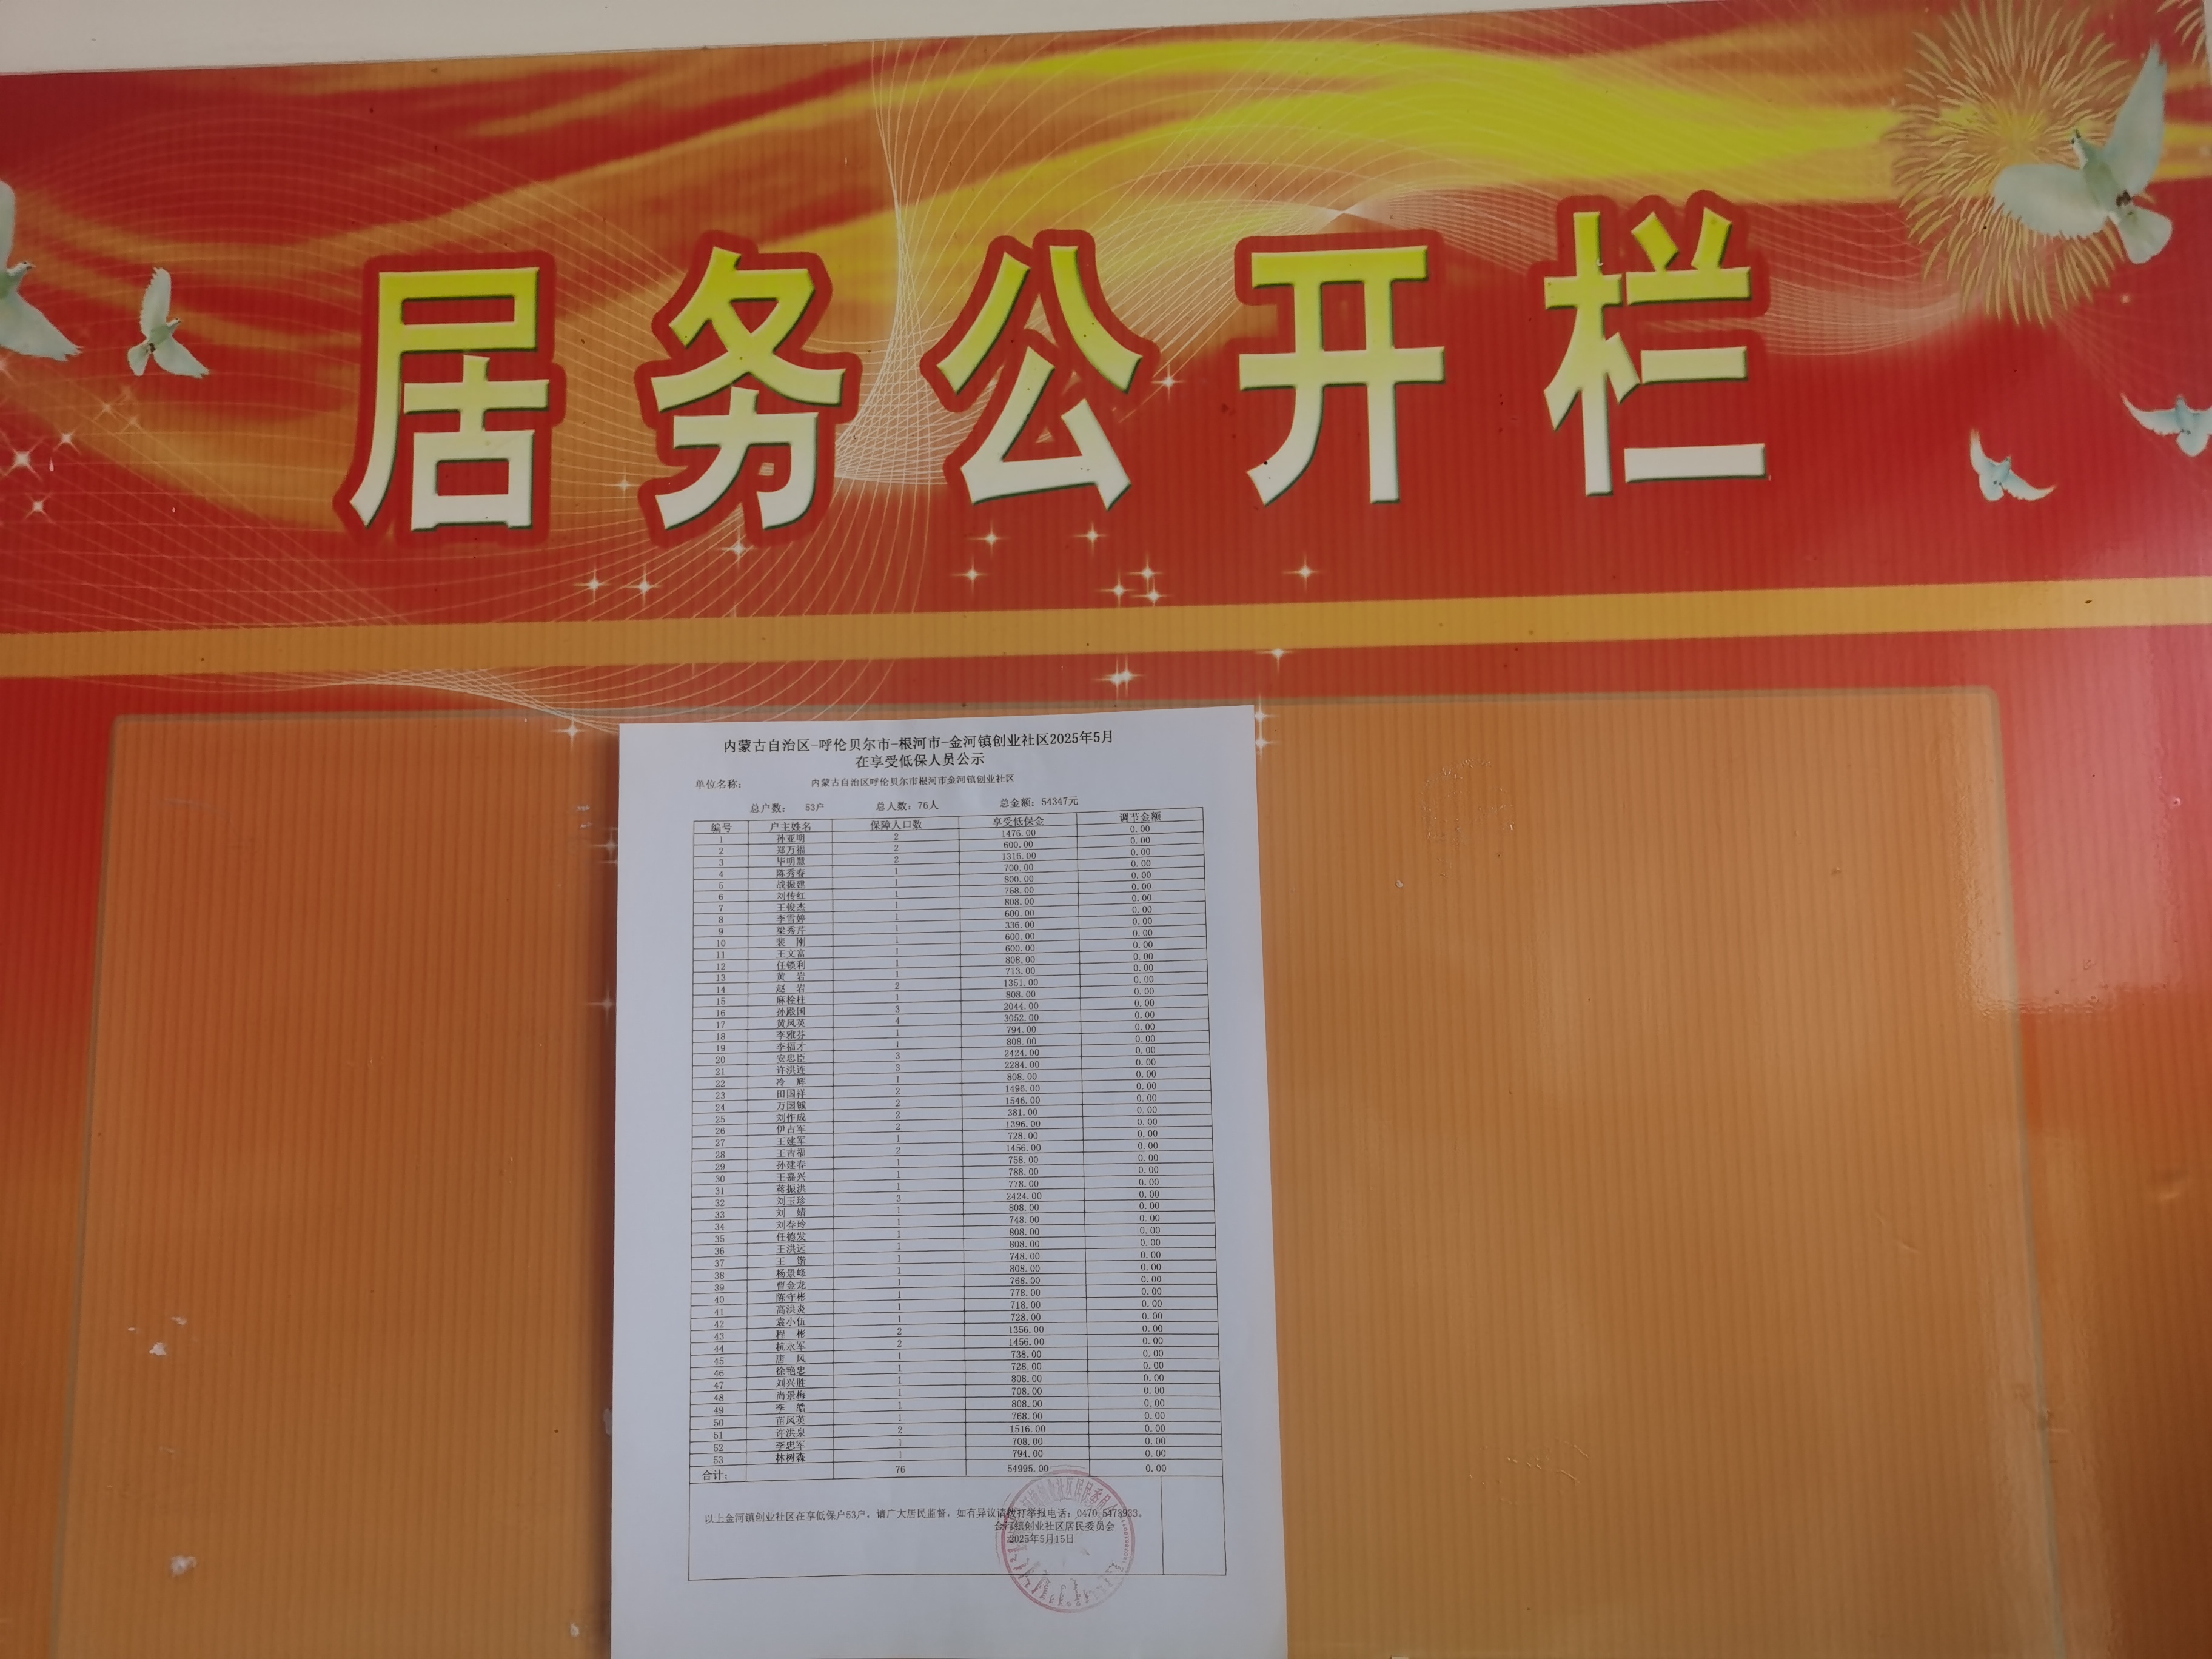 居务公开栏
内蒙古自治区-呼伦贝尔市-根河市-金河镇创业社区2025年5月
在享受低保人员公示
单位名称: 内蒙古自治区呼伦贝尔市根河市金河镇创业社区
总户数: 53户 总人数:76人 总金额:54347元
编号 户主姓名 保障人口数 享受低保金 调节金额
1 孙亚明 2 1476.00 0.00
2 郑万福 2 600.00 0.00
3 毕明慧 2 1316.00 0.00
4 陈秀春 1 700.00 0.00
5 战振建 1 800.00 0.00
6 刘传红 1 758.00 0.00
7 王俊杰 1 808.00 0.00
8 李雪婷 1 600.00 0.00
9 梁秀芹 1 336.00 0.00
10 裴 刚 1 600.00 0.00
11 王文富 1 600.00 0.00
12 任锁利 1 808.00 0.00
13 黄 岩 1 713.00 0.00
14 赵 岩 2 1351.00 0.00
15 麻栓柱 1 808.00 0.00
16 孙殿国 3 2044.00 0.00
17 黄凤英 4 3052.00 0.00
18 李雅芬 1 794.00 0.00
19 李福才 1 808.00 0.00
20 安忠臣 3 2424.00 0.00
21 许洪连 3 2284.00 0.00
22 冷 辉 1 808.00 0.00
23 田国祥 2 1496.00 0.00
24 万国铖 2 1546.00 0.00
25 刘作成 2 381.00 0.00
26 伊占军 2 1396.00 0.00
27 王建军 1 728.00 0.00
28 王吉福 2 1456.00 0.00
29 孙建春 1 758.00 0.00
30 王嘉兴 1 788.00 0.00
31 蒋振洪 1 778.00 0.00
32 刘玉珍 3 2424.00 0.00
33 刘 婧 1 808.00 0.00
34 刘春玲 1 748.00 0.00
35 任德发 1 808.00 0.00
36 王洪远 1 808.00 0.00
37 王 锴 1 748.00 0.00
38 杨景峰 1 808.00 0.00
39 曹金龙 1 768.00 0.00
40 陈守彬 1 778.00 0.00
41 高洪炎 1 718.00 0.00
42 袁小伍 1 728.00 0.00
43 程 彬 2 1356.00 0.00
44 杭永军 2 1456.00 0.00
45 唐 凤 1 738.00 0.00
46 徐艳忠 1 728.00 0.00
47 刘兴胜 1 808.00 0.00
48 尚景梅 1 708.00 0.00
49 李 皓 1 808.00 0.00
50 苗凤英 1 768.00 0.00
51 许洪泉 2 1516.00 0.00
52 李忠军 1 708.00 0.00
53 林树森 1 794.00 0.00
合计: 76 54995.00 0.00
以上金河镇创业社区在享低保户53户,请广大居民监督,如有异议请拨打举报电话:0470-5473933。
金河镇创业社区居民委员会
2025年5月15日